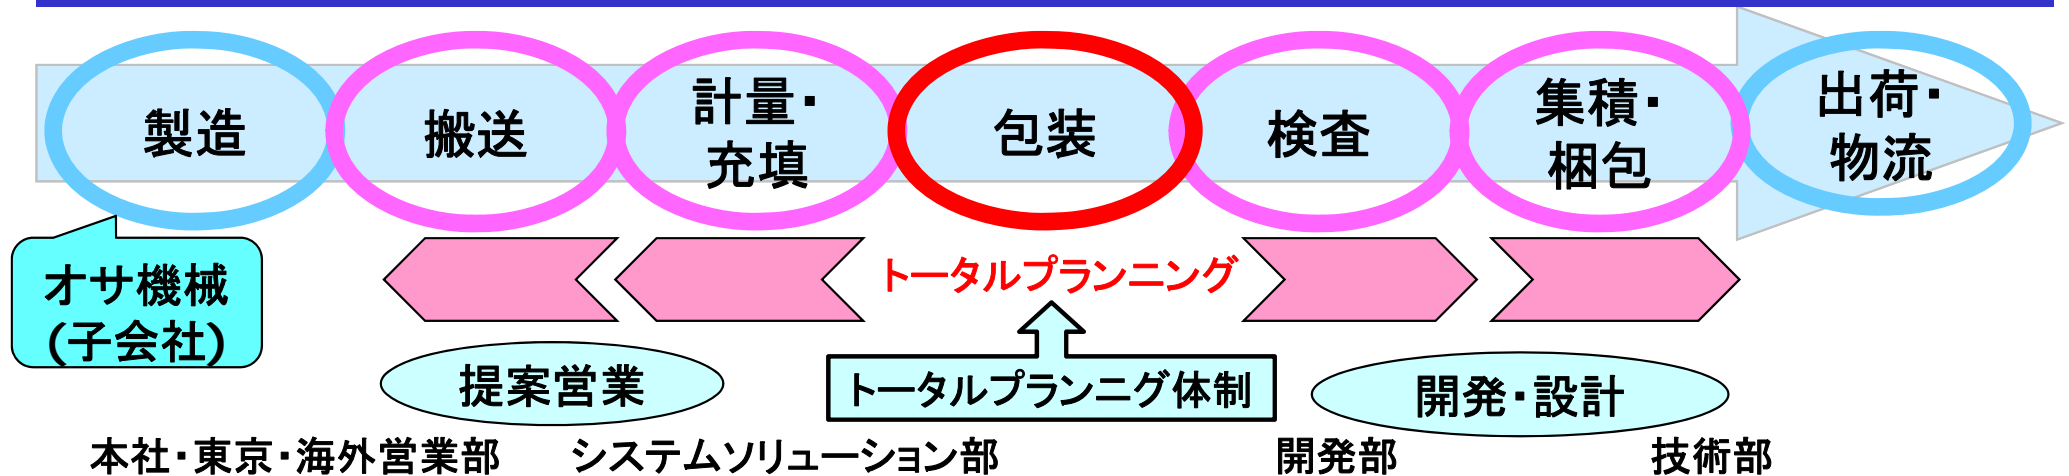 製造
搬送
計量・
充填
包装
検査
集積・
梱包
出荷・
物流
オサ機械
(子会社)
トータルプランンニング
提案営業
トータルプランニグ体制
開発・設計
本社・東京・海外営業部
システムソリューション部
開発部
技術部